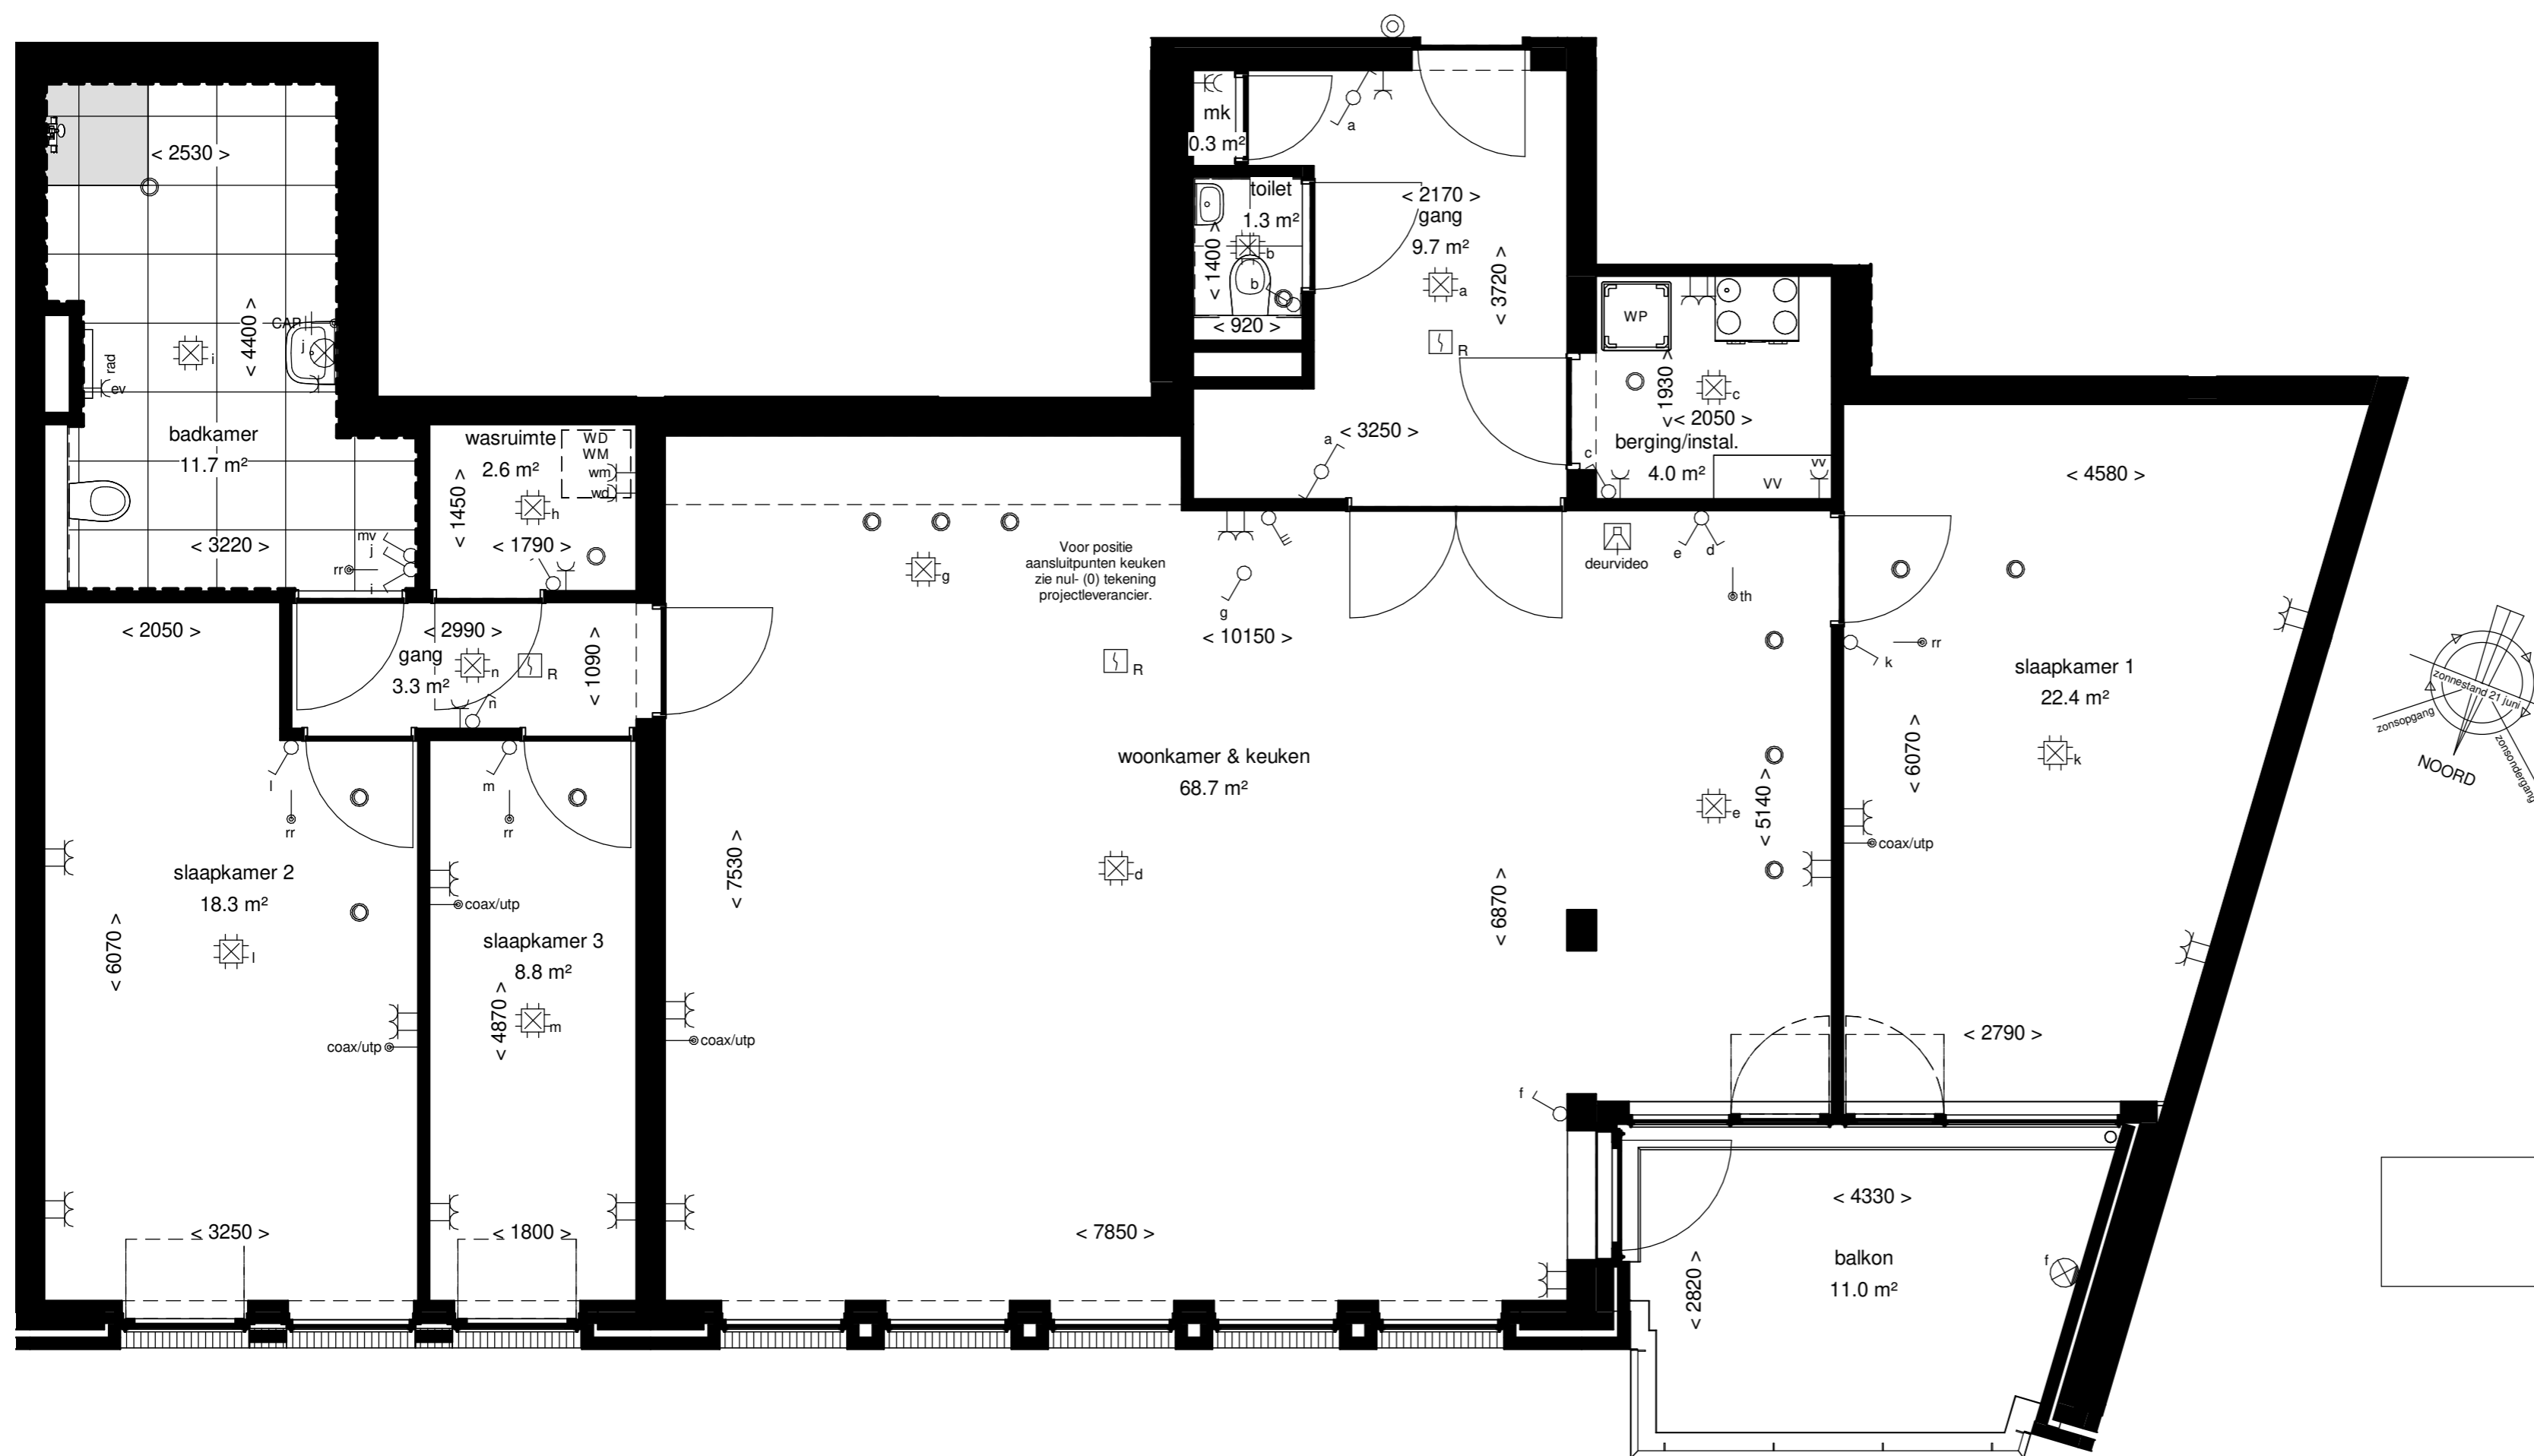 mk
0.3 m²
a
< 2530 >
toilet
1.3 m²
< 1400 >
b
b
< 920 >
< 2170 >
gang
9.7 m²
a
< 3720 >
R
a
< 3250 >
WP
< 1930 >
c
< 2050 >
berging/instal.
4.0 m²
c
vv
VV
CAP
j
< 4400 >
i
rad
ev
badkamer
11.7 m²
< 3220 >
mv
j
rr
i
wasruimte
2.6 m²
WD
WM
wm
wd
h
< 1450 >
< 1790 >
g
Voor positie
aansluitpunten keuken
zie nul- (0) tekening
projectleverancier.
g
< 10150 >
R
deurvideo
e
d
th
< 4580 >
k
rr
slaapkamer 1
22.4 m²
k
< 6070 >
coax/utp
< 2790 >
zonnestand 21 juni
zonsopgang
zonsondergang
NOORD
< 2050 >
< 2990 >
gang
3.3 m²
n
R
n
< 1090 >
l
rr
m
rr
slaapkamer 2
18.3 m²
l
< 6070 >
coax/utp
< 3250 >
coax/utp
slaapkamer 3
8.8 m²
m
< 4870 >
< 1800 >
woonkamer & keuken
68.7 m²
d
e
< 7530 >
< 6870 >
< 5140 >
coax/utp
< 7850 >
f
< 4330 >
balkon
11.0 m²
< 2820 >
f